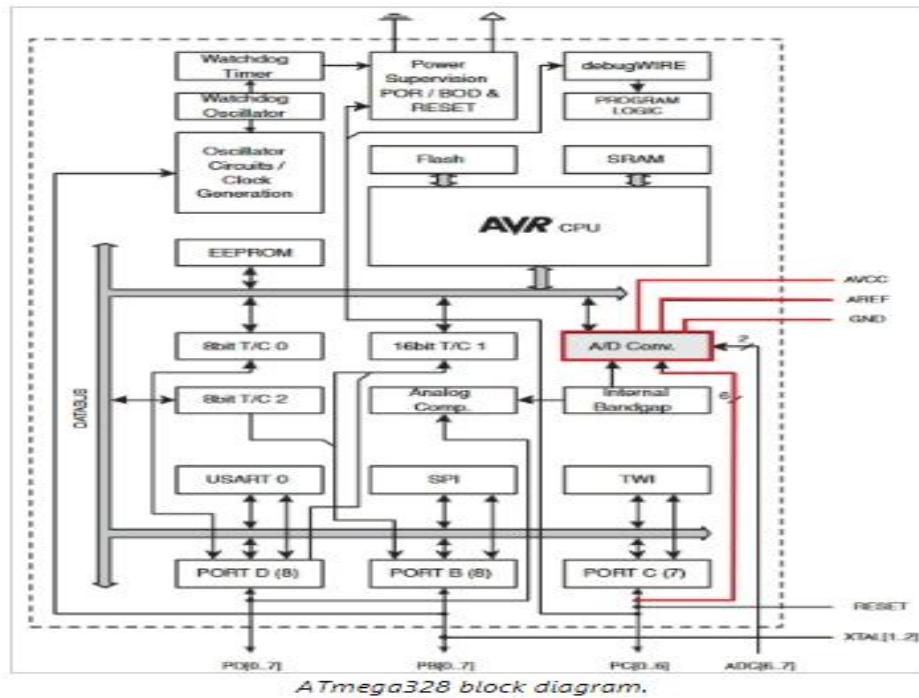 Watchdog
Timer
Power
Supervision
POR / BOD &
RESET
debugWIRE
Watchdog
Oscillator
PROGRAM
LOGIC
Oscillator
Circuits /
Clock
Generation
Flash
SRAM
AVR CPU
EEPROM
AVCC
AREF
GND
8bit T/C 0
16bit T/C 1
A/D Conv.
2
DATABUS
8bit T/C 2
Analog
Comp.
Internal
Bandgap
6
USART 0
SPI
TWI
PORT D (8)
PORT B (8)
PORT C (7)
RESET
XTAL[1..2]
PD[0..7]
PB[0..7]
PC[0..6]
ADC[6..7]
ATmega328 block diagram.